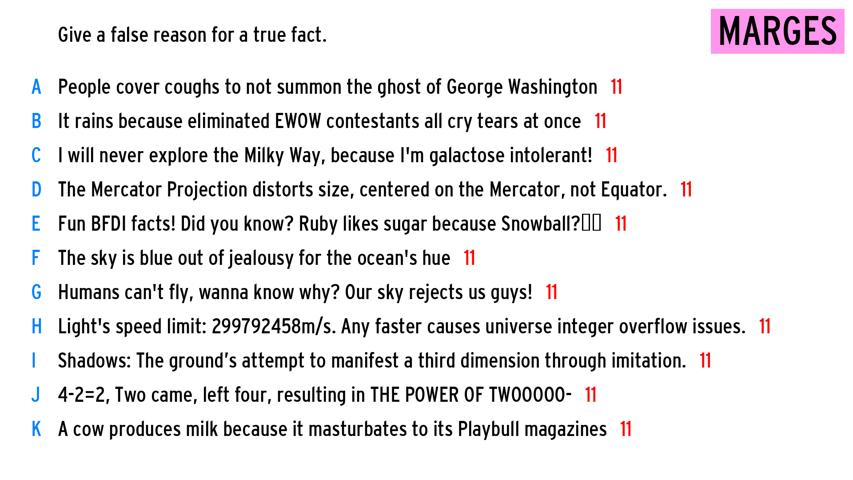 Give a false reason for a true fact.
MARGES
A People cover coughs to not summon the ghost of George Washington 11
B It rains because eliminated EWOW contestants all cry tears at once 11
C I will never explore the Milky Way, because I'm galactose intolerant! 11
D The Mercator Projection distorts size, centered on the Mercator, not Equator. 11
E Fun BFDI facts! Did you know? Ruby likes sugar because Snowball?▯▯ 11
F The sky is blue out of jealousy for the ocean's hue 11
G Humans can't fly, wanna know why? Our sky rejects us guys! 11
H Light's speed limit: 299792458m/s. Any faster causes universe integer overflow issues. 11
I Shadows: The ground’s attempt to manifest a third dimension through imitation. 11
J 4-2=2, Two came, left four, resulting in THE POWER OF TWOOOOO- 11
K A cow produces milk because it masturbates to its Playbull magazines 11